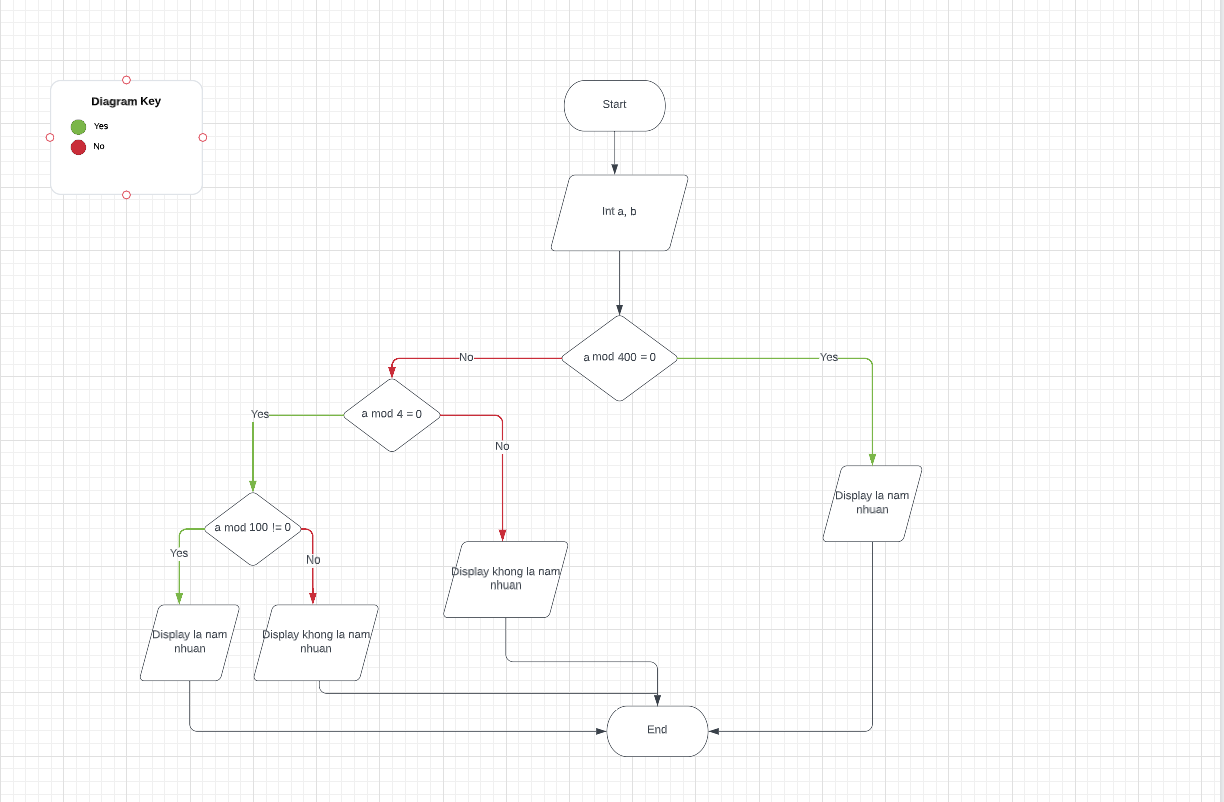 Diagram Key
Yes
No
Start
Int a, b
a mod 400 = 0
No
Yes
a mod 4 = 0
Yes
No
Display la nam
nhuan
a mod 100 != 0
Yes
No
Display khong la nam
nhuan
Display la nam
nhuan
Display khong la nam
nhuan
End